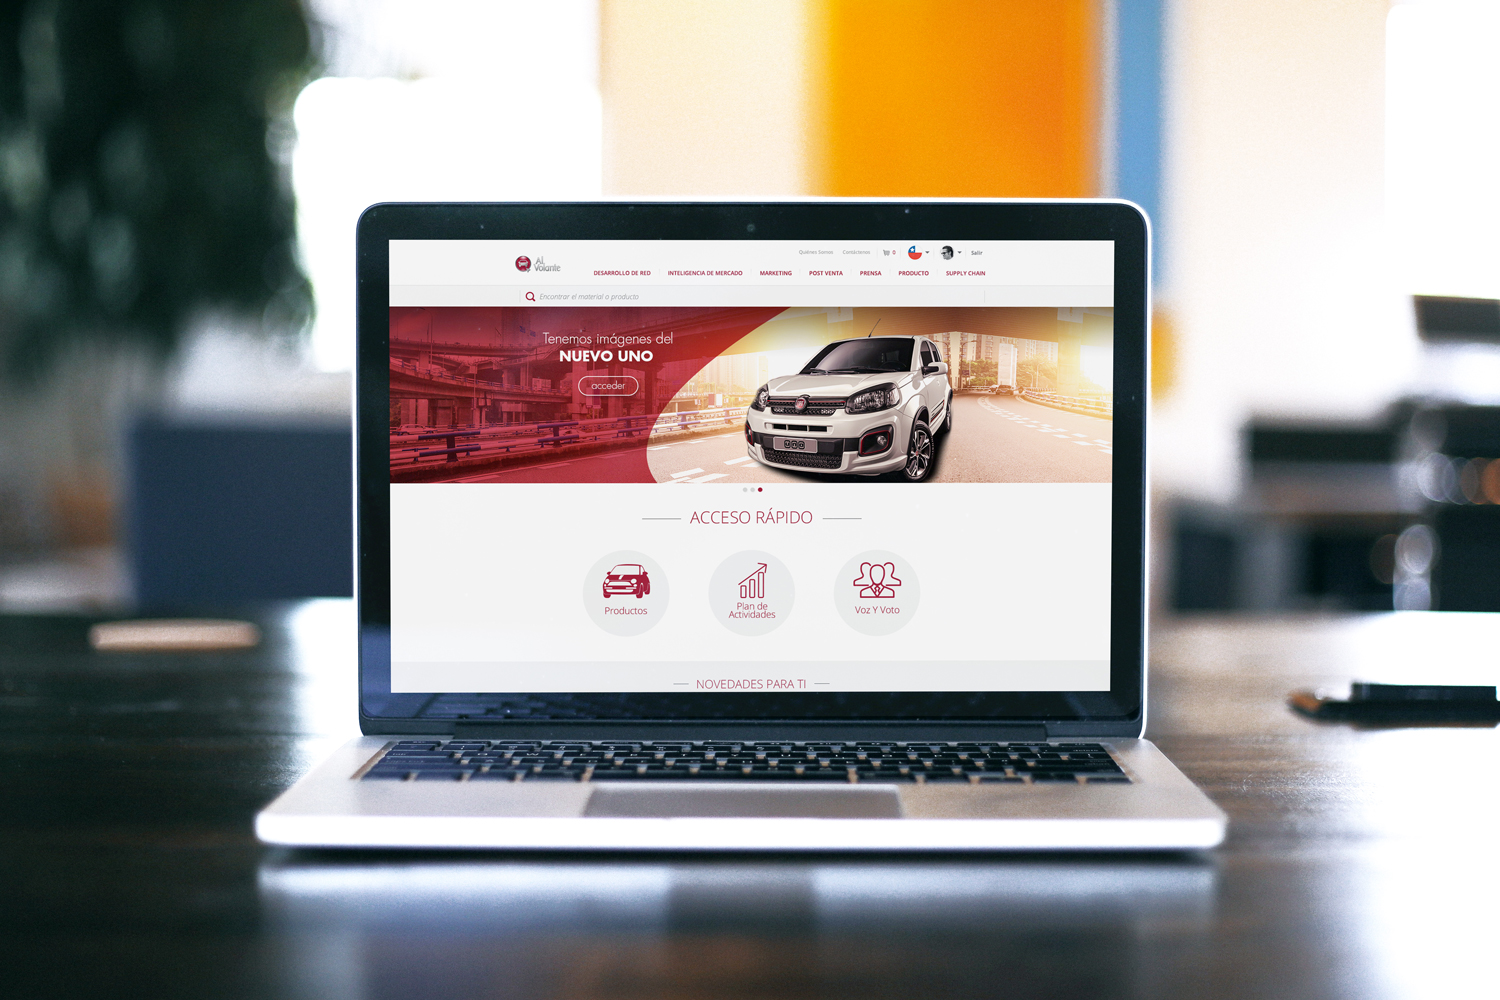 Quiénes Somos
Contáctenos
0
Salir
Al
Volante
DESARROLLO DE RED
INTELIGENCIA DE MERCADO
MARKETING
POST VENTA
PRENSA
PRODUCTO
SUPPLY CHAIN
Encontrar el material o producto
Tenemos imágenes del
NUEVO UNO
acceder
uno
ACCESO RÁPIDO
Productos
Plan de
Actividades
Voz Y Voto
NOVEDADES PARA TI